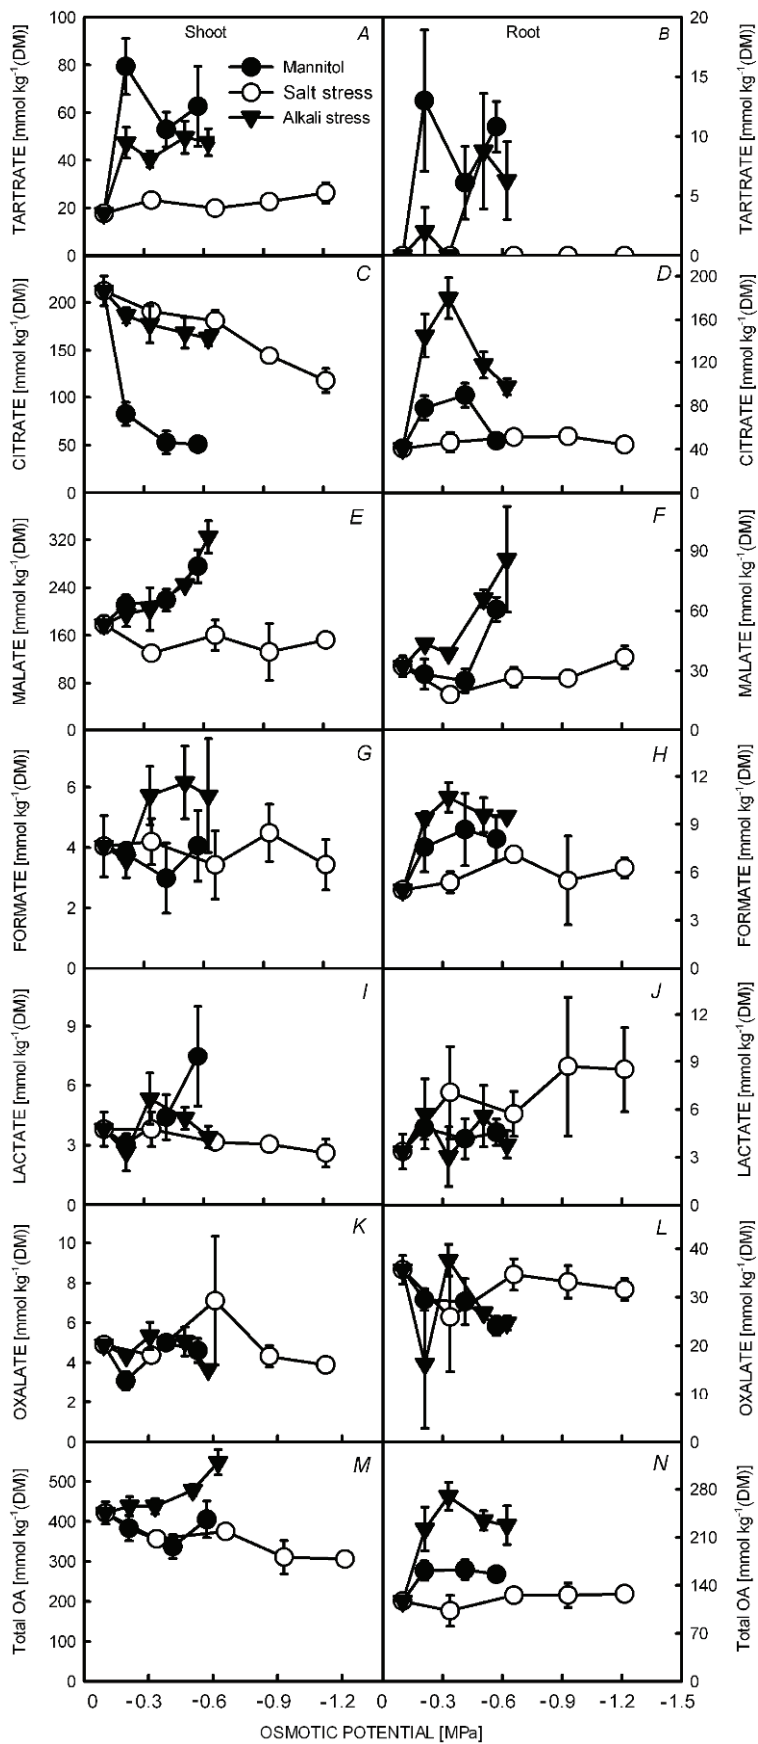 Shoot A
Root B
Mannitol
Salt stress
Alkali stress
TARTRATE [mmol kg-1(DM)]
100
80
60
40
20
0
TARTRATE [mmol kg-1(DM)]
20
15
10
5
0
C
D
CITRATE [mmol kg-1(DM)]
200
150
100
50
0
CITRATE [mmol kg-1(DM)]
200
160
120
80
40
0
E
F
MALATE [mmol kg-1(DM)]
320
240
160
80
0
MALATE [mmol kg-1(DM)]
90
60
30
0
G
H
FORMATE [mmol kg-1(DM)]
6
4
2
0
FORMATE [mmol kg-1(DM)]
12
9
6
3
0
I
J
LACTATE [mmol kg-1(DM)]
9
6
3
0
LACTATE [mmol kg-1(DM)]
12
9
6
3
0
K
L
OXALATE [mmol kg-1(DM)]
10
8
6
4
2
0
OXALATE [mmol kg-1(DM)]
40
30
20
10
0
M
N
Total OA [mmol kg-1(DM)]
500
400
300
200
100
0
Total OA [mmol kg-1(DM)]
280
210
140
70
0
0 -0.3 -0.6 -0.9 -1.2 0 -0.3 -0.6 -0.9 -1.2 -1.5
OSMOTIC POTENTIAL [MPa]